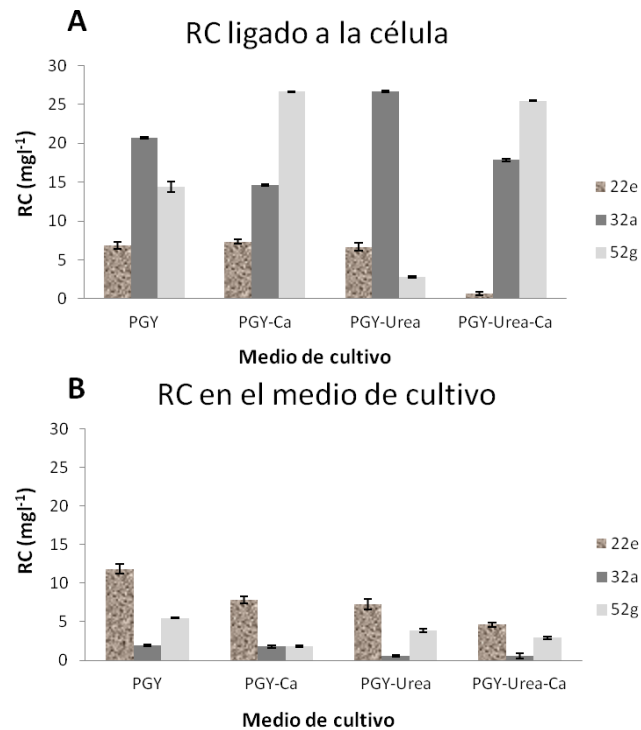 A
RC ligado a la célula
30
25
20
15
10
5
0
RC (mgl⁻¹)
PGY PGY-Ca PGY-Urea PGY-Urea-Ca
Medio de cultivo
22e
32a
52g
B
RC en el medio de cultivo
30
25
20
15
10
5
0
RC (mgl⁻¹)
PGY PGY-Ca PGY-Urea PGY-Urea-Ca
Medio de cultivo
22e
32a
52g